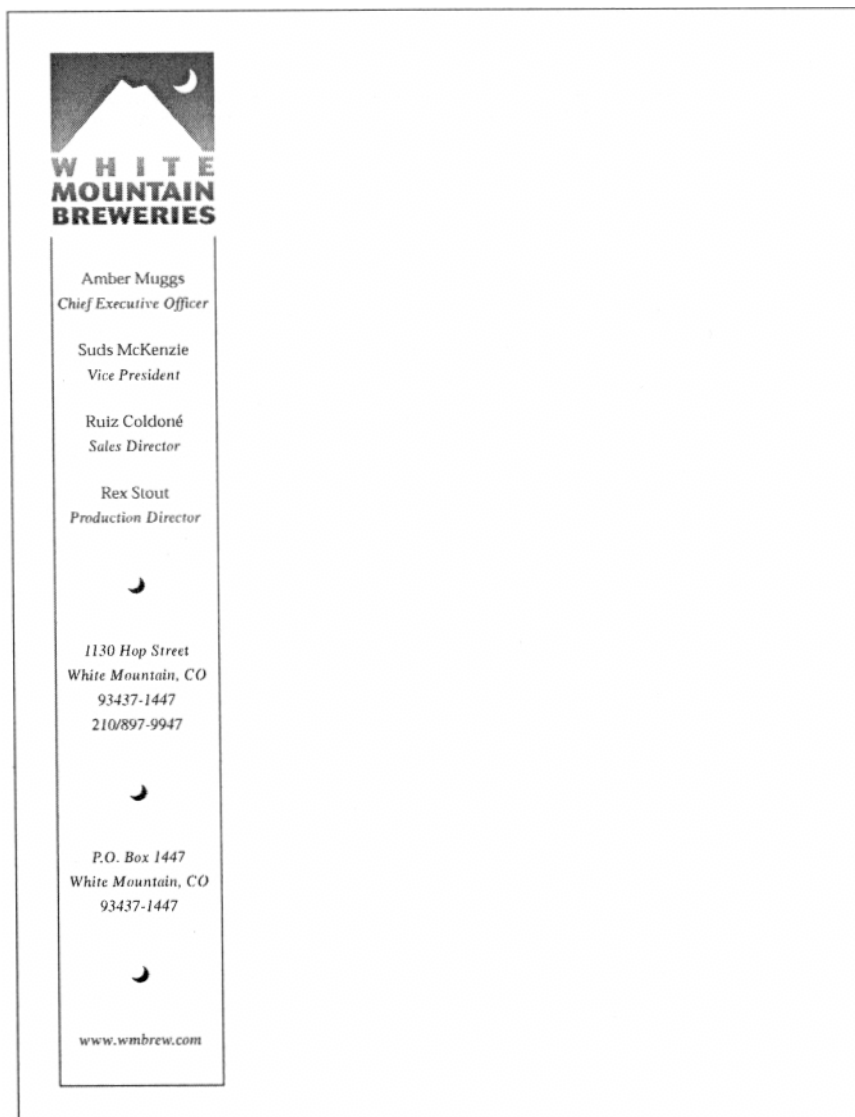 WHITE
MOUNTAIN
BREWERIES
Amber Muggs
Chief Executive Officer
Suds McKenzie
Vice President
Ruiz Coldoné
Sales Director
Rex Stout
Production Director
1130 Hop Street
White Mountain, CO
93437-1447
210/897-9947
P.O. Box 1447
White Mountain, CO
93437-1447
www.wmbrew.com